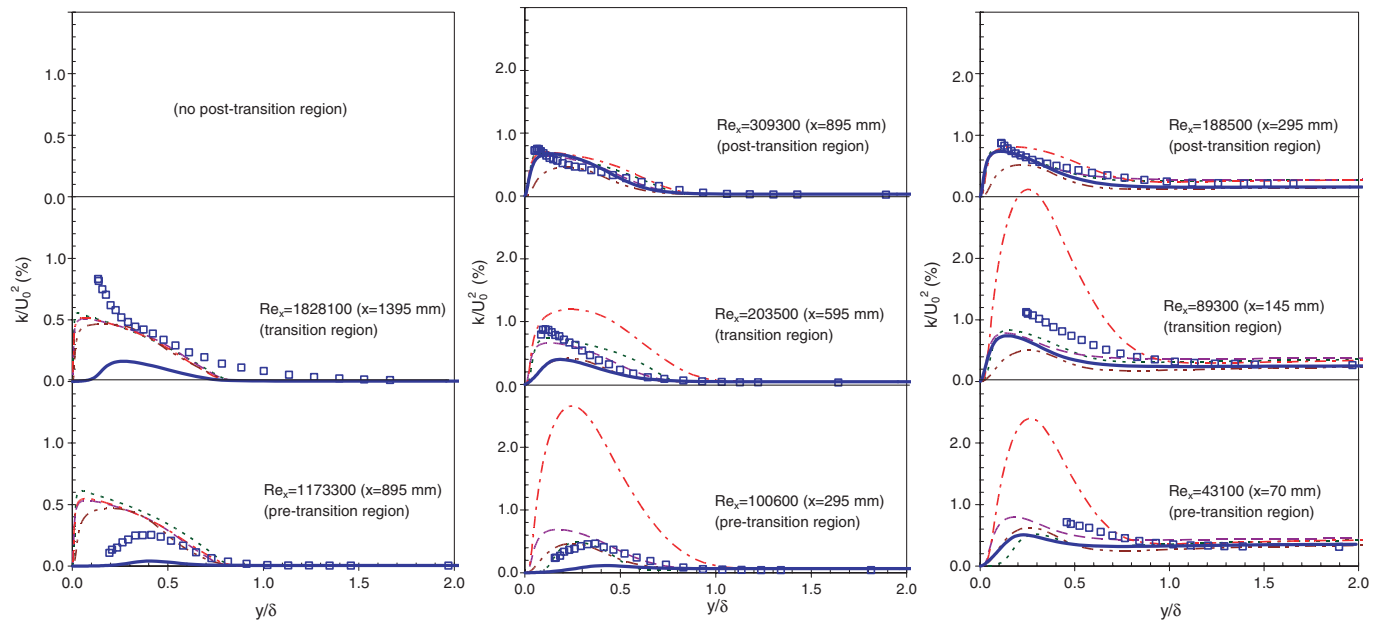 1.0
0.5
0.0
(no post-transition region)
1.0
0.5
0.0
k/U₀² (%)
Reₓ=1828100 (x=1395 mm)
(transition region)
1.0
0.5
0.0
Reₓ=1173300 (x=895 mm)
(pre-transition region)
0.0 0.5 1.0 1.5 2.0
y/δ
2.0
1.0
0.0
Reₓ=309300 (x=895 mm)
(post-transition region)
2.0
1.0
0.0
k/U₀² (%)
Reₓ=203500 (x=595 mm)
(transition region)
2.0
1.0
0.0
Reₓ=100600 (x=295 mm)
(pre-transition region)
0.0 0.5 1.0 1.5 2.0
y/δ
2.0
1.0
0.0
Reₓ=188500 (x=295 mm)
(post-transition region)
2.0
1.0
0.0
k/U₀² (%)
Reₓ=89300 (x=145 mm)
(transition region)
2.0
1.0
0.0
Reₓ=43100 (x=70 mm)
(pre-transition region)
0.0 0.5 1.0 1.5 2.0
y/δ